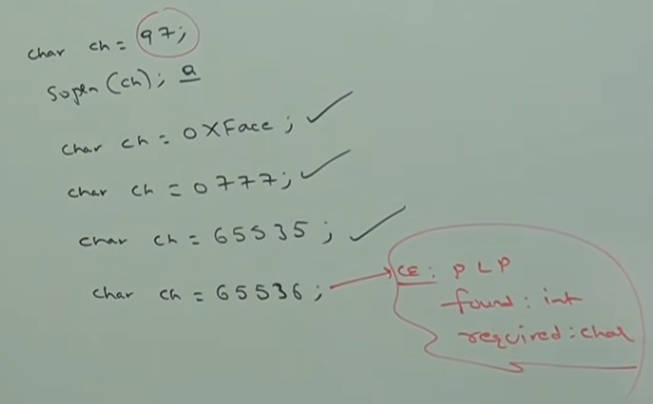 char ch = 97;
Sopln (ch); a
char ch = 0XFace;
char ch = 0777;
char ch = 65535;
char ch = 65536;
CE: PLP
found: int
required: char